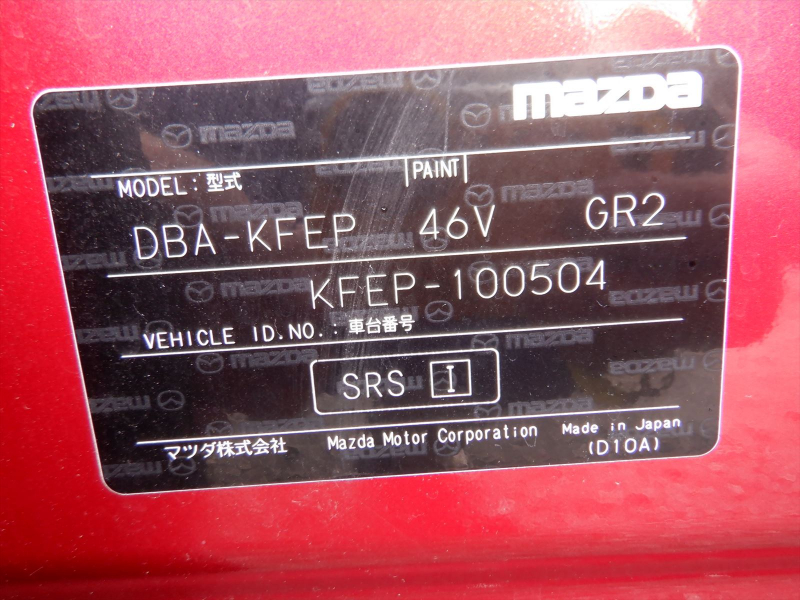 mazda
MODEL：型式 PAINT
DBA-KFEP 46V GR2
KFEP-100504
VEHICLE ID.NO.：車台番号
SRS I
マツダ株式会社 Mazda Motor Corporation Made in Japan
(D10A)